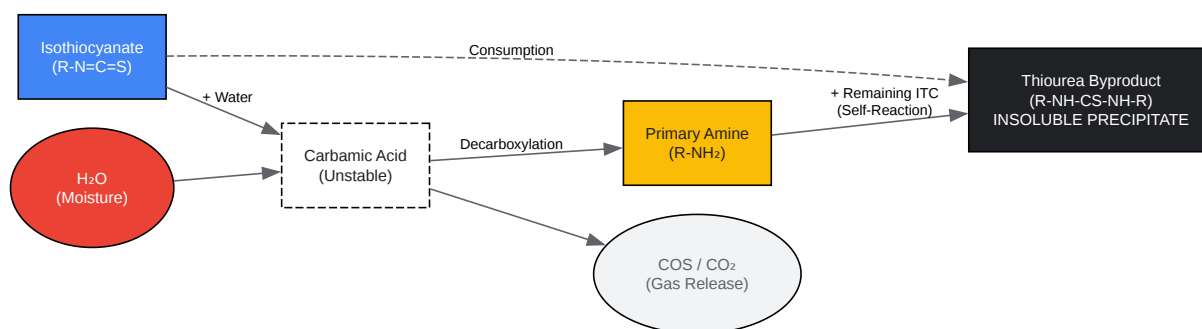 Isothiocyanate
(R-N=C=S)
Consumption
Thiourea Byproduct
(R-NH-CS-NH-R)
INSOLUBLE PRECIPITATE
+ Remaining ITC
(Self-Reaction)
+ Water
Primary Amine
(R-NH₂)
Decarboxylation
Carbamic Acid
(Unstable)
H₂O
(Moisture)
COS / CO₂
(Gas Release)